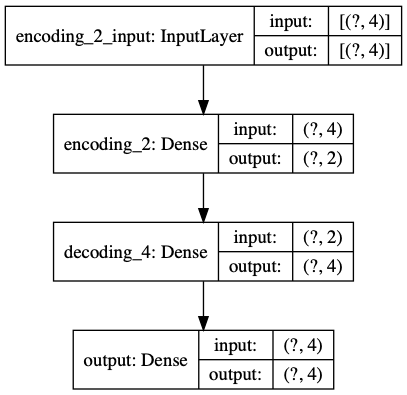 encoding_2_input: InputLayer
input: [(?, 4)]
output: [(?, 4)]
encoding_2: Dense
input: (?, 4)
output: (?, 2)
decoding_4: Dense
input: (?, 2)
output: (?, 4)
output: Dense
input: (?, 4)
output: (?, 4)